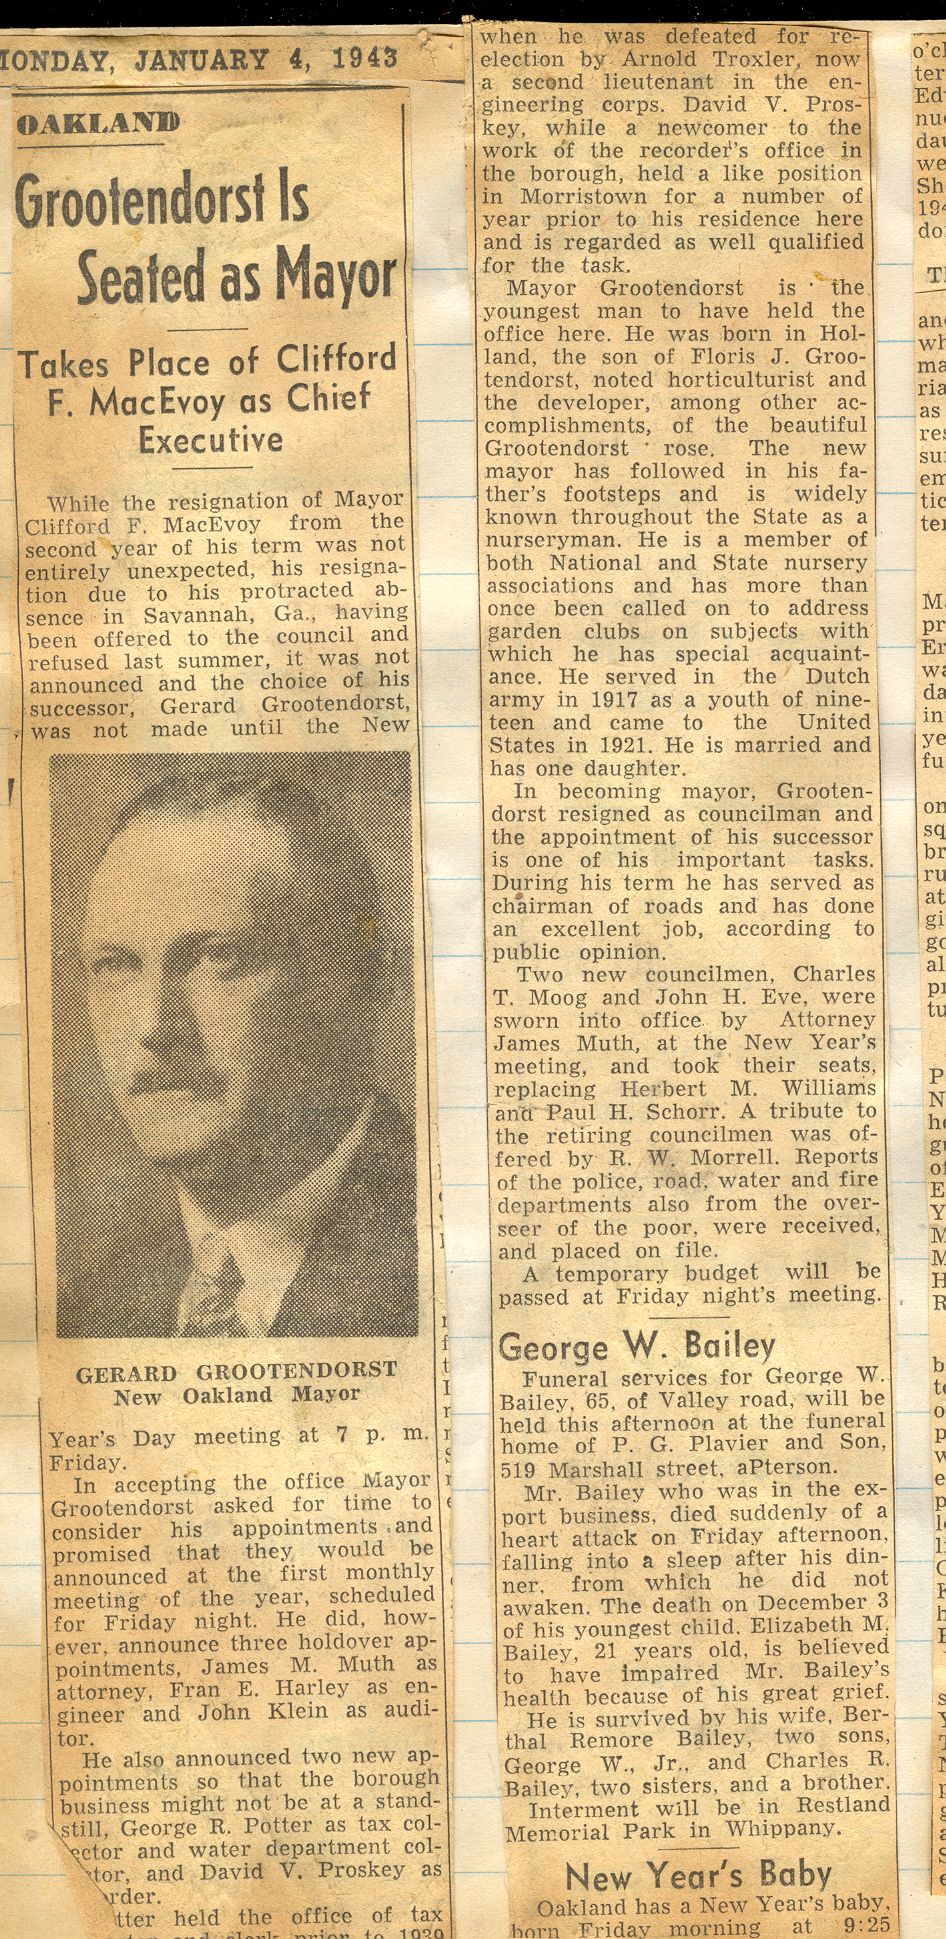 MONDAY, JANUARY 4, 1943
OAKLAND
Grootendorst Is
Seated as Mayor
Takes Place of Clifford
F. MacEvoy as Chief
Executive
While the resignation of Mayor
Clifford F. MacEvoy from the
second year of his term was not
entirely unexpected, his resigna-
tion due to his protracted ab-
sence in Savannah, Ga., having
been offered to the council and
refused last summer, it was not
announced and the choice of his
successor, Gerard Grootendorst,
was not made until the New
GERARD GROOTENDORST
New Oakland Mayor
Year's Day meeting at 7 p. m.
Friday.
In accepting the office Mayor
Grootendorst asked for time to
consider his appointments and
promised that they would be
announced at the first monthly
meeting of the year, scheduled
for Friday night. He did, how-
ever, announce three holdover ap-
pointments, James M. Muth as
attorney, Fran E. Harley as en-
gineer and John Klein as audi-
tor.
He also announced two new ap-
pointments so that the borough
business might not be at a stand-
still, George R. Potter as tax col-
ector and water department col-
tor, and David V. Proskey as
rder.
tter held the office of tax
and clerk prior to 1939
when he was defeated for re-
election by Arnold Troxler, now
a second lieutenant in the en-
gineering corps. David V. Pros-
key, while a newcomer to the
work of the recorder's office in
the borough, held a like position
in Morristown for a number of
year prior to his residence here
and is regarded as well qualified
for the task.
Mayor Grootendorst is the
youngest man to have held the
office here. He was born in Hol-
land, the son of Floris J. Groo-
tendorst, noted horticulturist and
the developer, among other ac-
complishments, of the beautiful
Grootendorst rose. The new
mayor has followed in his fa-
ther's footsteps and is widely
known throughout the State as a
nurseryman. He is a member of
both National and State nursery
associations and has more than
once been called on to address
garden clubs on subjects with
which he has special acquaint-
ance. He served in the Dutch
army in 1917 as a youth of nine-
teen and came to the United
States in 1921. He is married and
has one daughter.
In becoming mayor, Grooten-
dorst resigned as councilman and
the appointment of his successor
is one of his important tasks.
During his term he has served as
chairman of roads and has done
an excellent job, according to
public opinion.
Two new councilmen, Charles
T. Moog and John H. Eve, were
sworn into office by Attorney
James Muth, at the New Year's
meeting, and took their seats,
replacing Herbert M. Williams
and Paul H. Schorr. A tribute to
the retiring councilmen was of-
fered by R. W. Morrell. Reports
of the police, road, water and fire
departments also from the over-
seer of the poor, were received,
and placed on file.
A temporary budget will be
passed at Friday night's meeting.
George W. Bailey
Funeral services for George W.
Bailey, 65, of Valley road, will be
held this afternoon at the funeral
home of P. G. Plavier and Son,
519 Marshall street, aPterson.
Mr. Bailey who was in the ex-
port business, died suddenly of a
heart attack on Friday afternoon,
falling into a sleep after his din-
ner, from which he did not
awaken. The death on December 3
of his youngest child, Elizabeth M.
Bailey, 21 years old, is believed
to have impaired Mr. Bailey's
health because of his great grief.
He is survived by his wife, Ber-
thal Remore Bailey, two sons,
George W., Jr., and Charles R.
Bailey, two sisters, and a brother.
Interment will be in Restland
Memorial Park in Whippany.
New Year's Baby
Oakland has a New Year's baby,
born Friday morning at 9:25